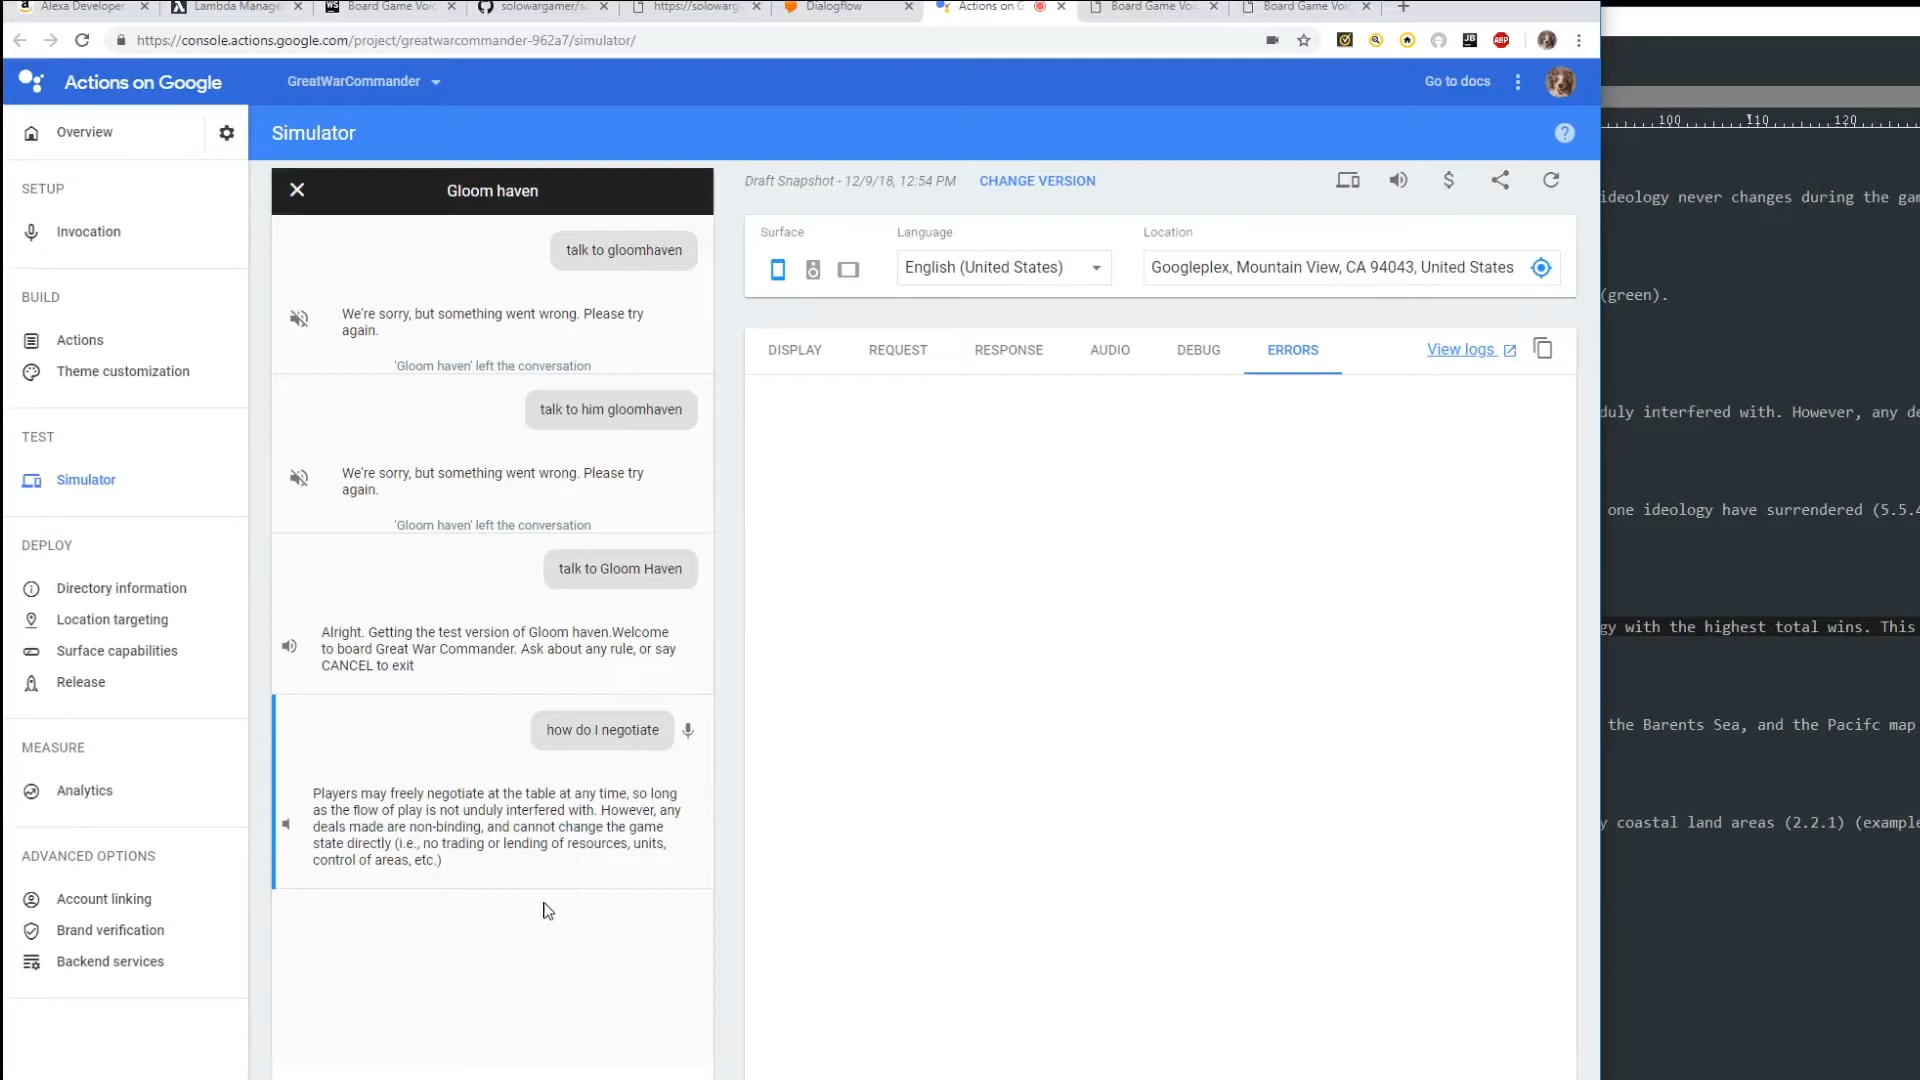 Alexa Developer
Lambda Manage
Board Game Voic
solowargamer/so
https://solowarg
Dialogflow
Actions on G
Board Game Voic
Board Game Voic
https://console.actions.google.com/project/greatwarcommander-962a7/simulator/
Actions on Google
GreatWarCommander
Go to docs
Overview
Simulator
SETUP
Invocation
BUILD
Actions
Theme customization
TEST
Simulator
DEPLOY
Directory information
Location targeting
Surface capabilities
Release
MEASURE
Analytics
ADVANCED OPTIONS
Account linking
Brand verification
Backend services
Gloom haven
talk to gloomhaven
We're sorry, but something went wrong. Please try
again.
'Gloom haven' left the conversation
talk to him gloomhaven
We're sorry, but something went wrong. Please try
again.
'Gloom haven' left the conversation
talk to Gloom Haven
Alright. Getting the test version of Gloom haven.Welcome
to board Great War Commander. Ask about any rule, or say
CANCEL to exit
how do I negotiate
Players may freely negotiate at the table at any time, so long
as the flow of play is not unduly interfered with. However, any
deals made are non-binding, and cannot change the game
state directly (i.e., no trading or lending of resources, units,
control of areas, etc.)
Draft Snapshot - 12/9/18, 12:54 PM
CHANGE VERSION
Surface
Language
Location
English (United States)
Googleplex, Mountain View, CA 94043, United States
DISPLAY
REQUEST
RESPONSE
AUDIO
DEBUG
ERRORS
View logs
100
110
120
ideology never changes during the gam
(green).
duly interfered with. However, any de
one ideology have surrendered (5.5.4
gy with the highest total wins. This
the Barents Sea, and the Pacifc map
y coastal land areas (2.2.1) (example